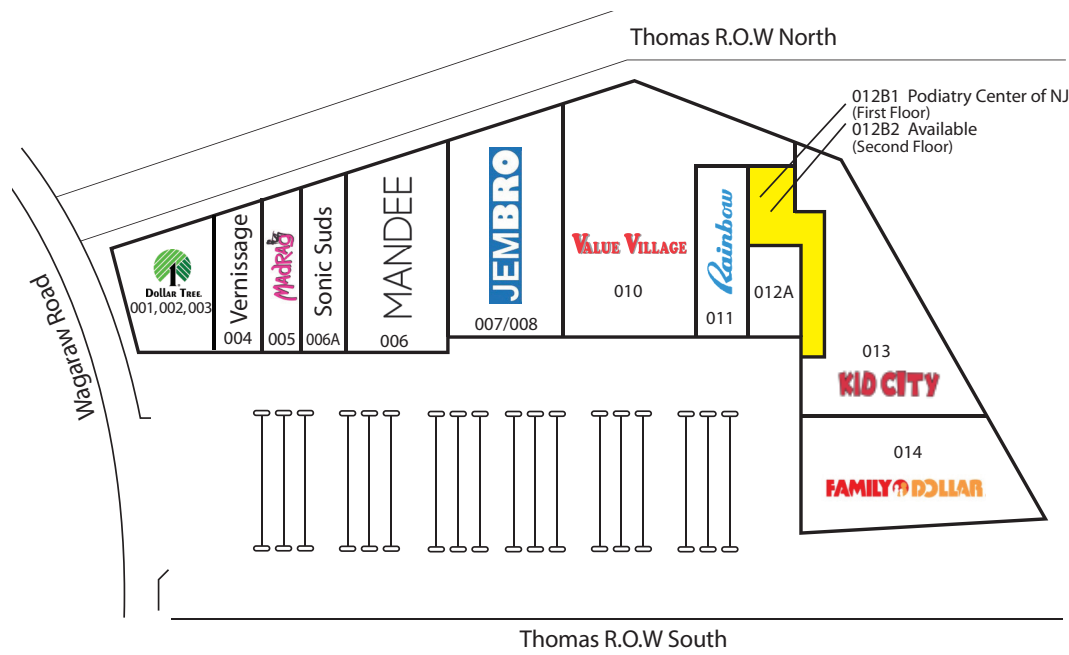 Thomas R.O.W North
012B1 Podiatry Center of NJ
(First Floor)
012B2 Available
(Second Floor)
Wagaraw Road
1
DOLLAR TREE
001, 002, 003
Vernissage
004
MADRAG
005
Sonic Suds
006A
MANDEE
006
JEMBRO
007/008
VALUE VILLAGE
010
Rainbow
011
012A
013
KID CITY
014
FAMILY DOLLAR
Thomas R.O.W South